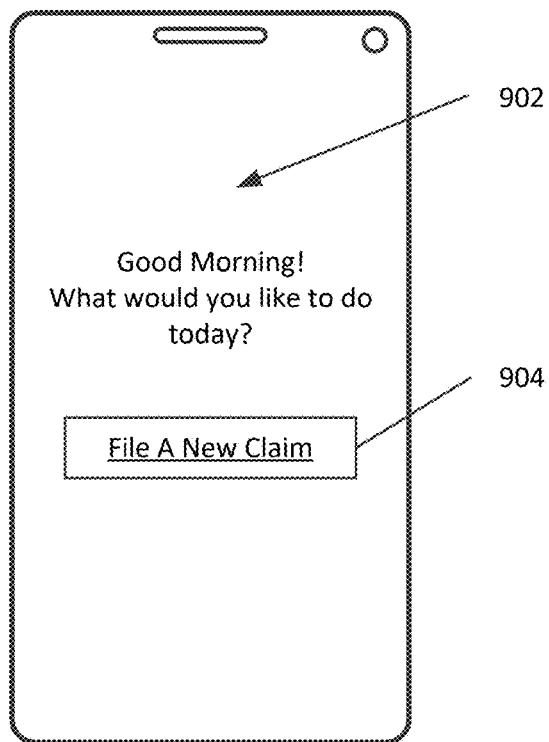 902
Good Morning!
What would you like to do
today?
904
File A New Claim